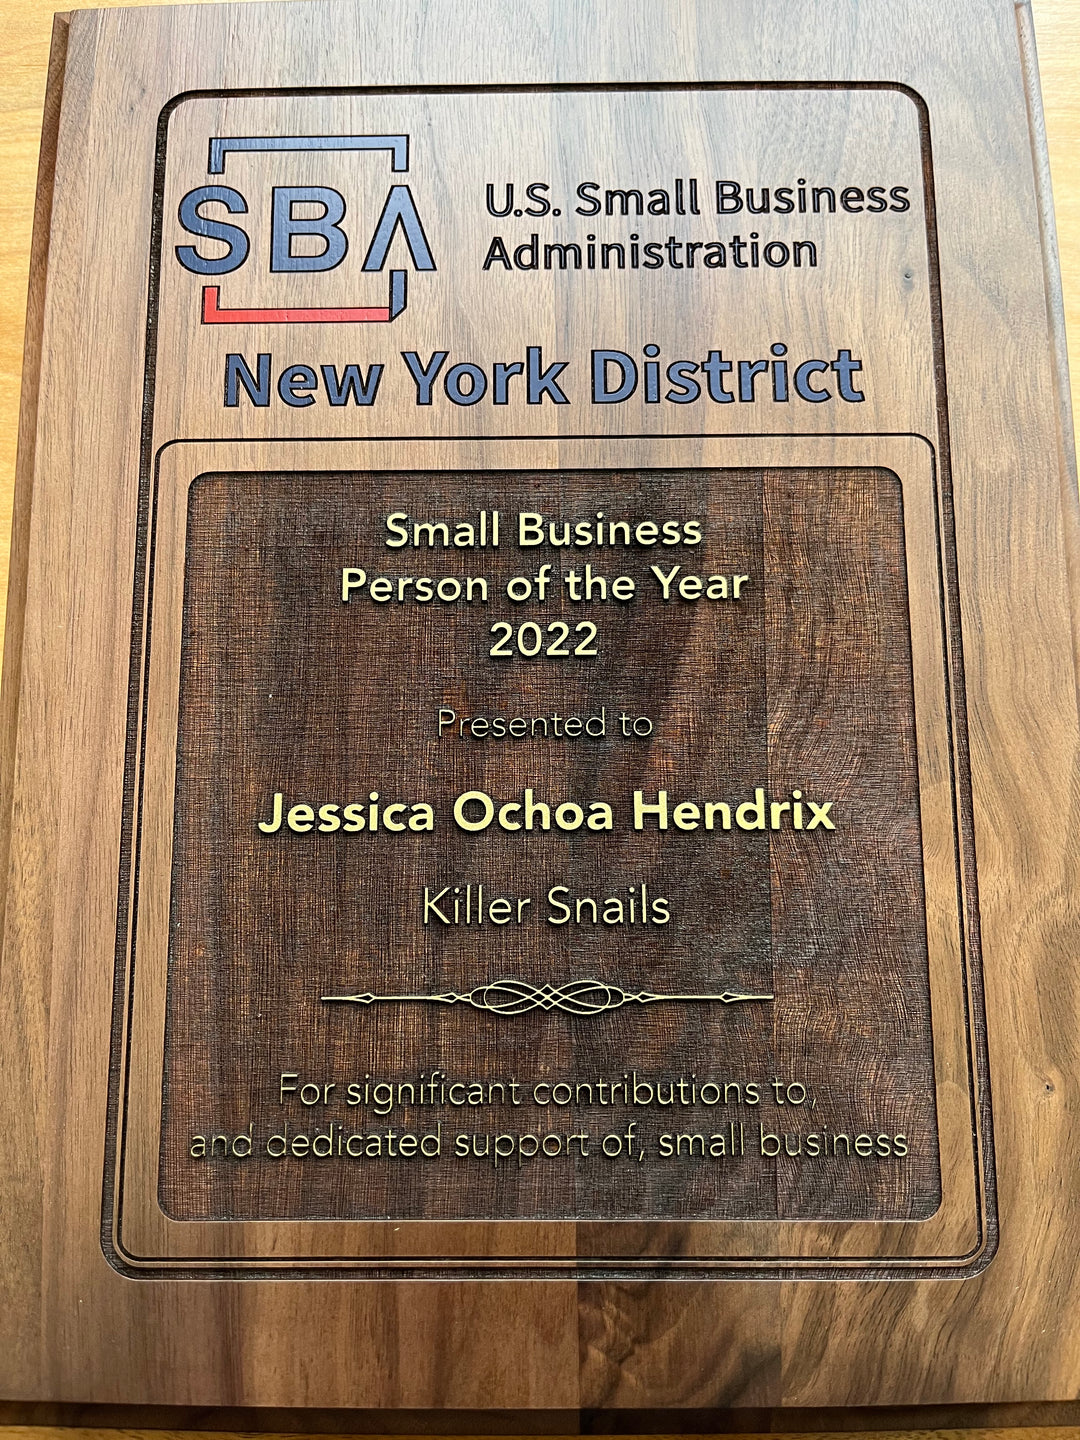 SBA
U.S. Small Business
Administration
New York District
Small Business
Person of the Year
2022
Presented to
Jessica Ochoa Hendrix
Killer Snails
For significant contributions to,
and dedicated support of, small business